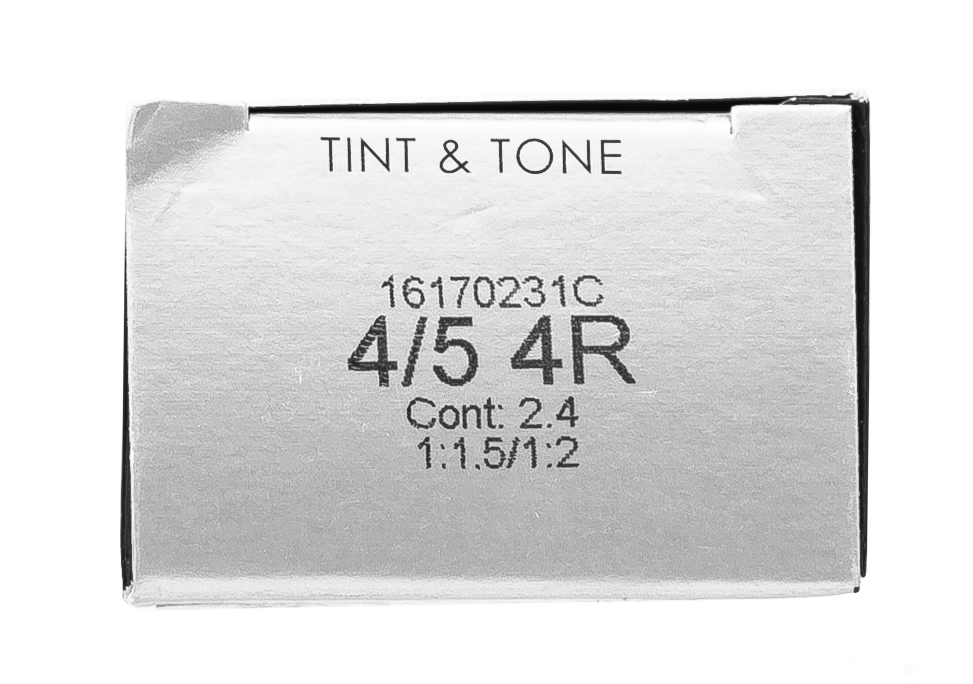 TINT & TONE
16170231C
4/5 4R
Cont: 2.4
1:1.5/1:2